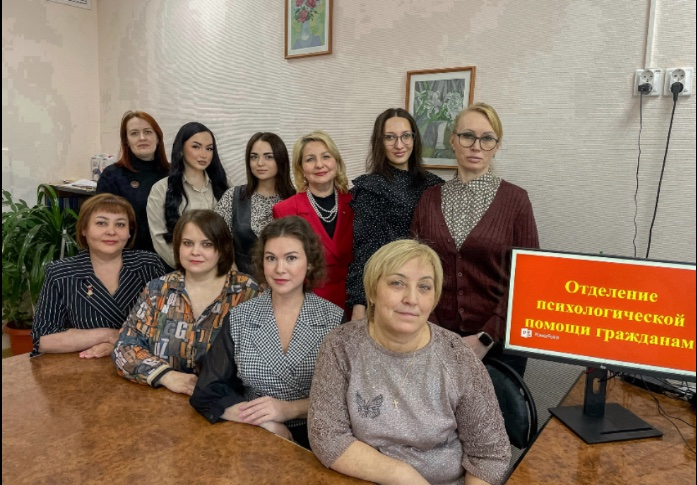 Отделение
психологической
помощи гражданам